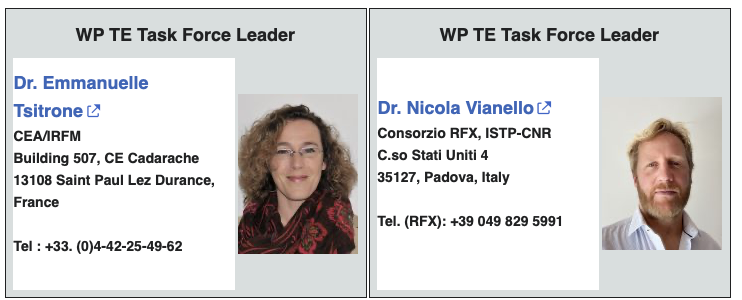 WP TE Task Force Leader
Dr. Emmanuelle
Tsitrone
CEA/IRFM
Building 507, CE Cadarache
13108 Saint Paul Lez Durance,
France
Tel : +33. (0)4-42-25-49-62
WP TE Task Force Leader
Dr. Nicola Vianello
Consorzio RFX, ISTP-CNR
C.so Stati Uniti 4
35127, Padova, Italy
Tel. (RFX): +39 049 829 5991